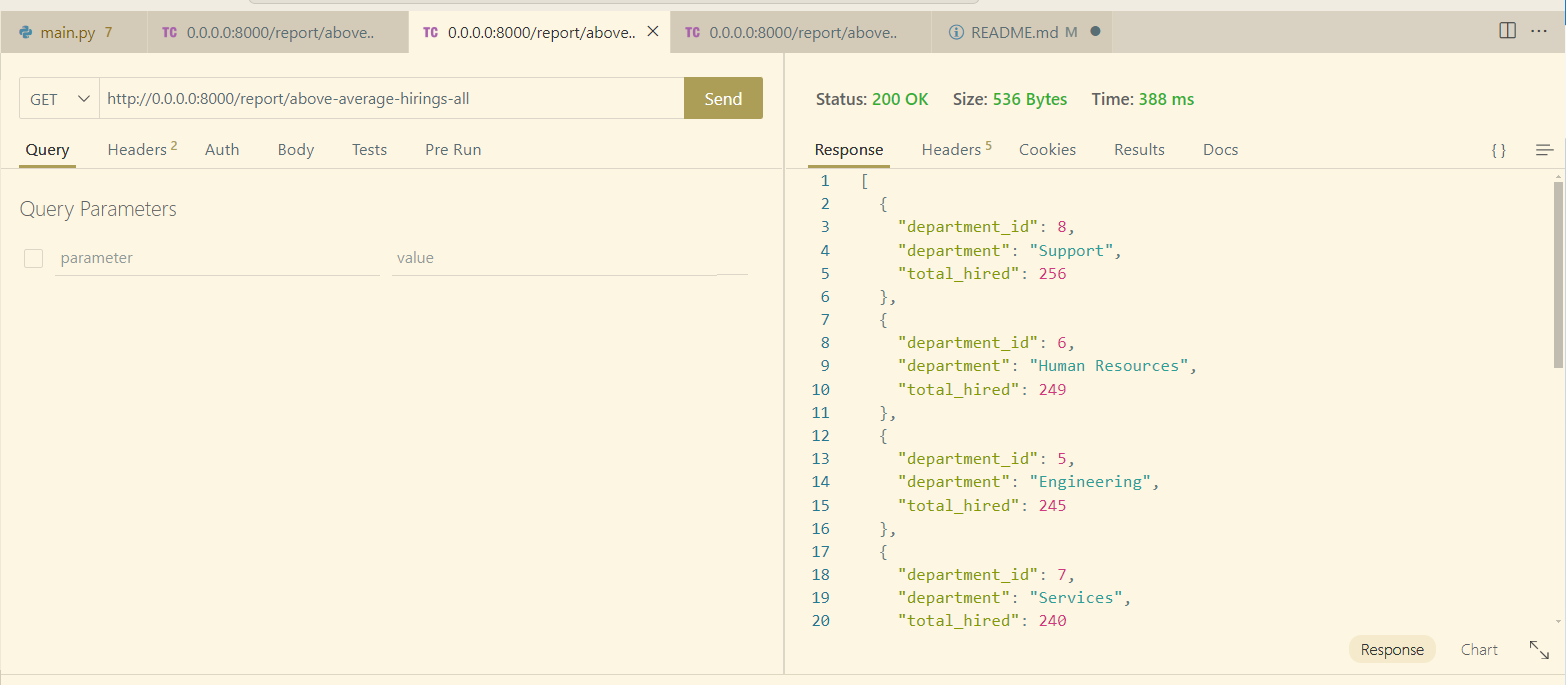 main.py 7
TC 0.0.0.0:8000/report/above..
TC 0.0.0.0:8000/report/above..
TC 0.0.0.0:8000/report/above..
README.md M
GET http://0.0.0.0:8000/report/above-average-hirings-all Send
Query Headers 2 Auth Body Tests Pre Run
Query Parameters
parameter value
Status: 200 OK Size: 536 Bytes Time: 388 ms
Response Headers 5 Cookies Results Docs { }
1 [
2 {
3 "department_id": 8,
4 "department": "Support",
5 "total_hired": 256
6 },
7 {
8 "department_id": 6,
9 "department": "Human Resources",
10 "total_hired": 249
11 },
12 {
13 "department_id": 5,
14 "department": "Engineering",
15 "total_hired": 245
16 },
17 {
18 "department_id": 7,
19 "department": "Services",
20 "total_hired": 240
Response Chart